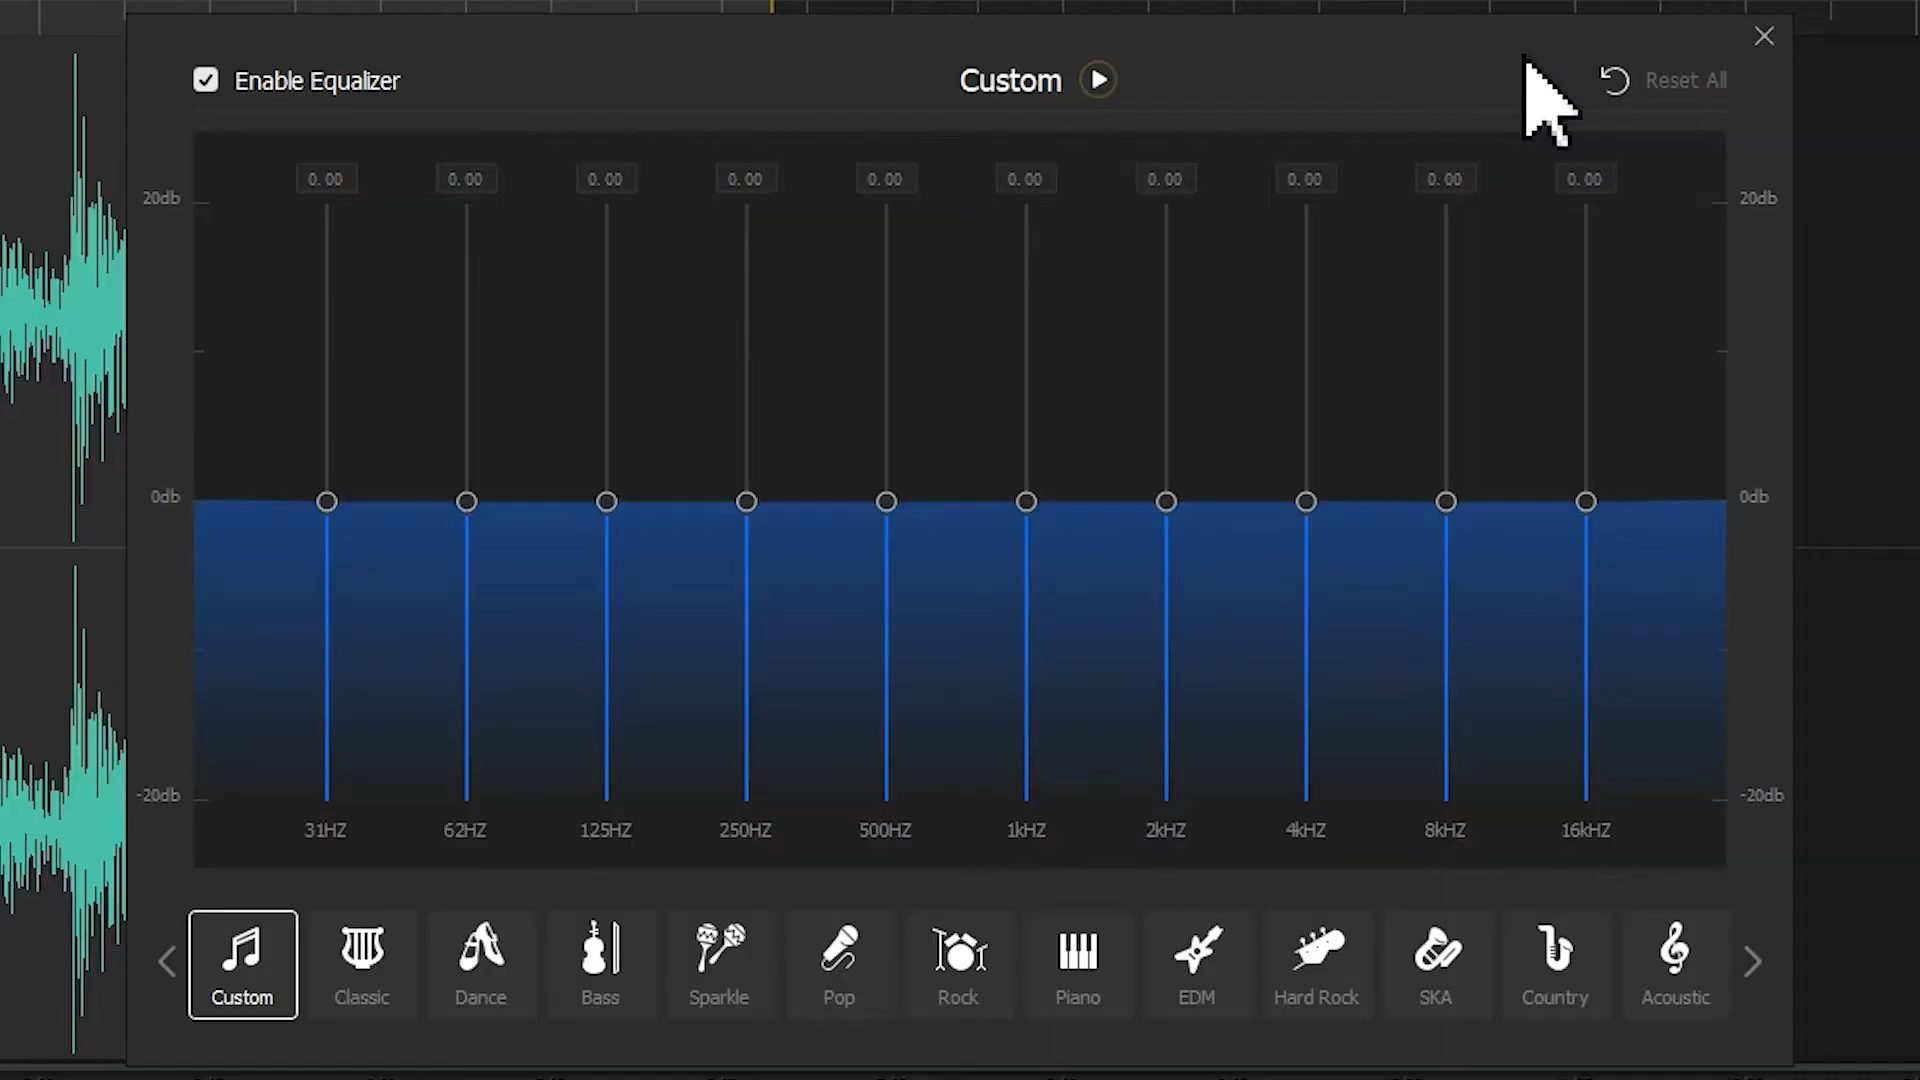 Enable Equalizer
Custom
Reset All
0.00 0.00 0.00 0.00 0.00 0.00 0.00 0.00 0.00 0.00
20db 20db
0db 0db
-20db -20db
31HZ 62HZ 125HZ 250HZ 500HZ 1kHZ 2kHZ 4kHZ 8kHZ 16kHZ
Custom Classic Dance Bass Sparkle Pop Rock Piano EDM Hard Rock SKA Country Acoustic